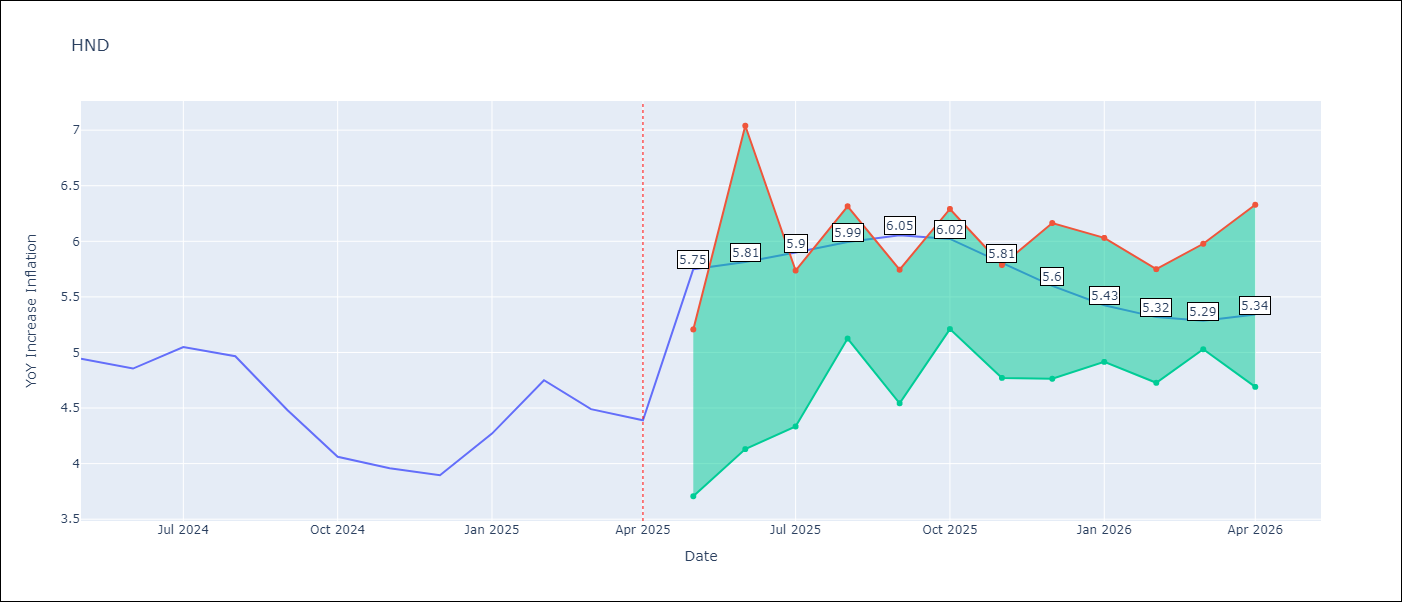 HND
YoY Increase Inflation
7
6.5
6
5.5
5
4.5
4
3.5
5.75
5.81
5.9
5.99
6.05
6.02
5.81
5.6
5.43
5.32
5.29
5.34
Jul 2024
Oct 2024
Jan 2025
Apr 2025
Jul 2025
Oct 2025
Jan 2026
Apr 2026
Date